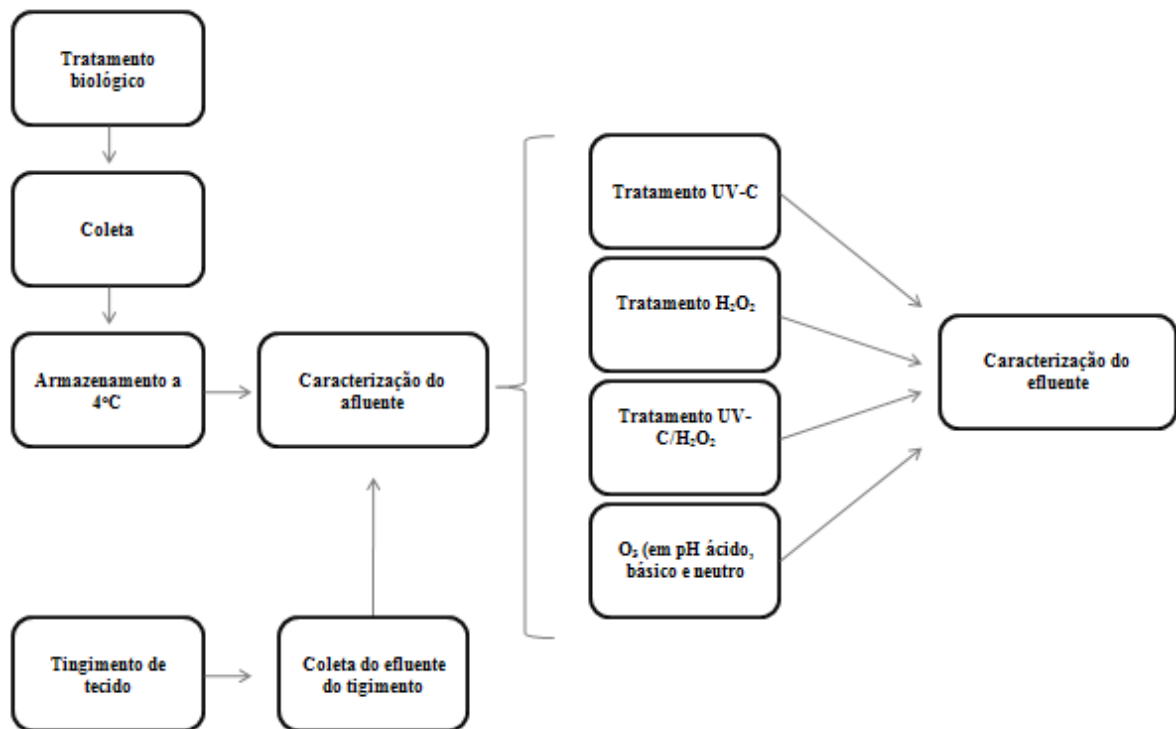 Tratamento
biológico
Coleta
Armazenamento a
4°C
Caracterização do
afluente
Tingimento de
tecido
Coleta do efluente
do tigimento
Tratamento UV-C
Tratamento H₂O₂
Tratamento UV-
C/H₂O₂
O₃ (em pH ácido,
básico e neutro
Caracterização do
efluente